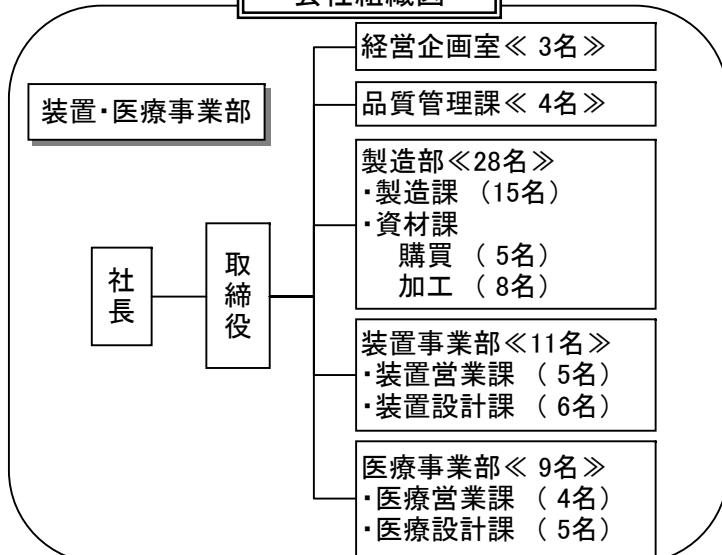 会社組織図
装置・医療事業部
社長
取締役
経営企画室≪ 3名≫
品質管理課≪ 4名≫
製造部≪28名≫
・製造課 (15名)
・資材課
購買 ( 5名)
加工 ( 8名)
装置事業部≪11名≫
・装置営業課 ( 5名)
・装置設計課 ( 6名)
医療事業部≪ 9名≫
・医療営業課 ( 4名)
・医療設計課 ( 5名)